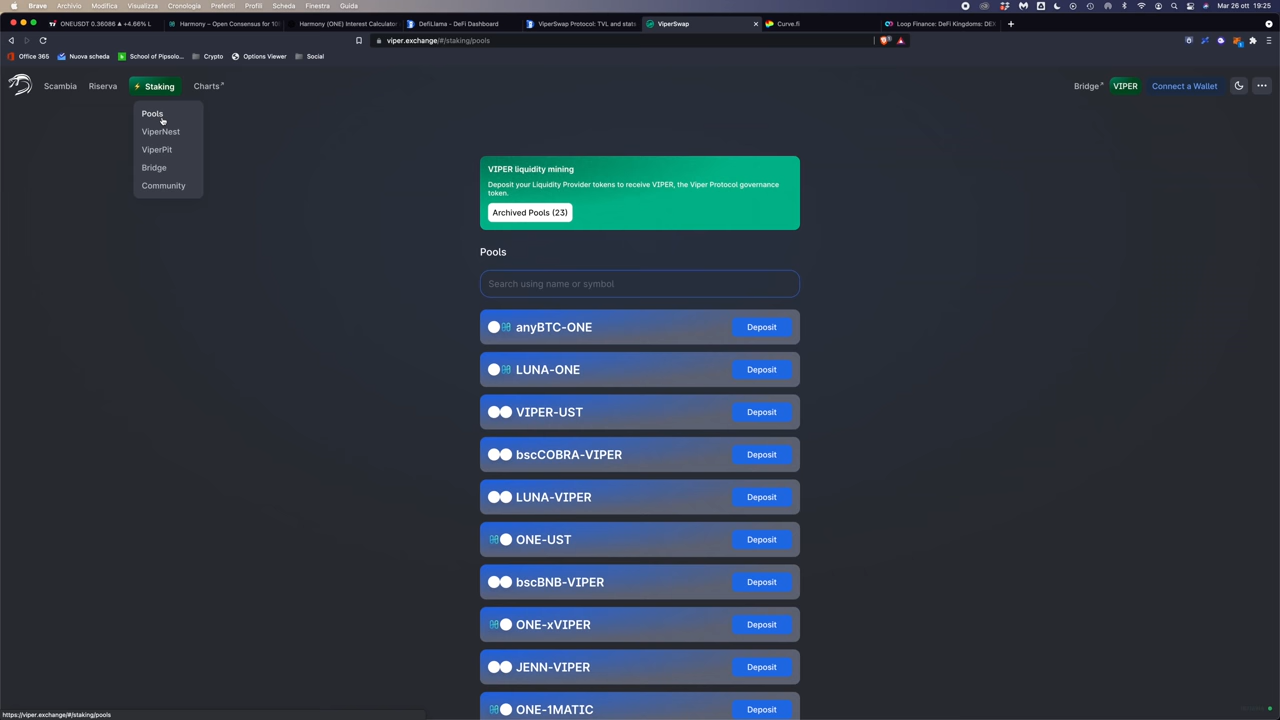 Brave Archivio Modifica Visualizza Cronologia Preferiti Profili Scheda Finestra Guida
Mar 26 ott 19:25
ONEUSDT 0.36086 ▲ +4.66% L
Harmony – Open Consensus for 10
Harmony (ONE) Interest Calculator
DefiLlama – DeFi Dashboard
ViperSwap Protocol: TVL and stats
ViperSwap
Curve.fi
Loop Finance: DeFi Kingdoms: DEX
viper.exchange/#/staking/pools
Office 365 Nuova scheda School of Pipsolo... Crypto Options Viewer Social
Scambia Riserva ⚡ Staking Charts↗
Bridge↗ VIPER Connect a Wallet
Pools
ViperNest
ViperPit
Bridge
Community
VIPER liquidity mining
Deposit your Liquidity Provider tokens to receive VIPER, the Viper Protocol governance
token.
Archived Pools (23)
Pools
Search using name or symbol
anyBTC-ONE Deposit
LUNA-ONE Deposit
VIPER-UST Deposit
bscCOBRA-VIPER Deposit
LUNA-VIPER Deposit
ONE-UST Deposit
bscBNB-VIPER Deposit
ONE-xVIPER Deposit
JENN-VIPER Deposit
ONE-1MATIC Deposit
https://viper.exchange/#/staking/pools